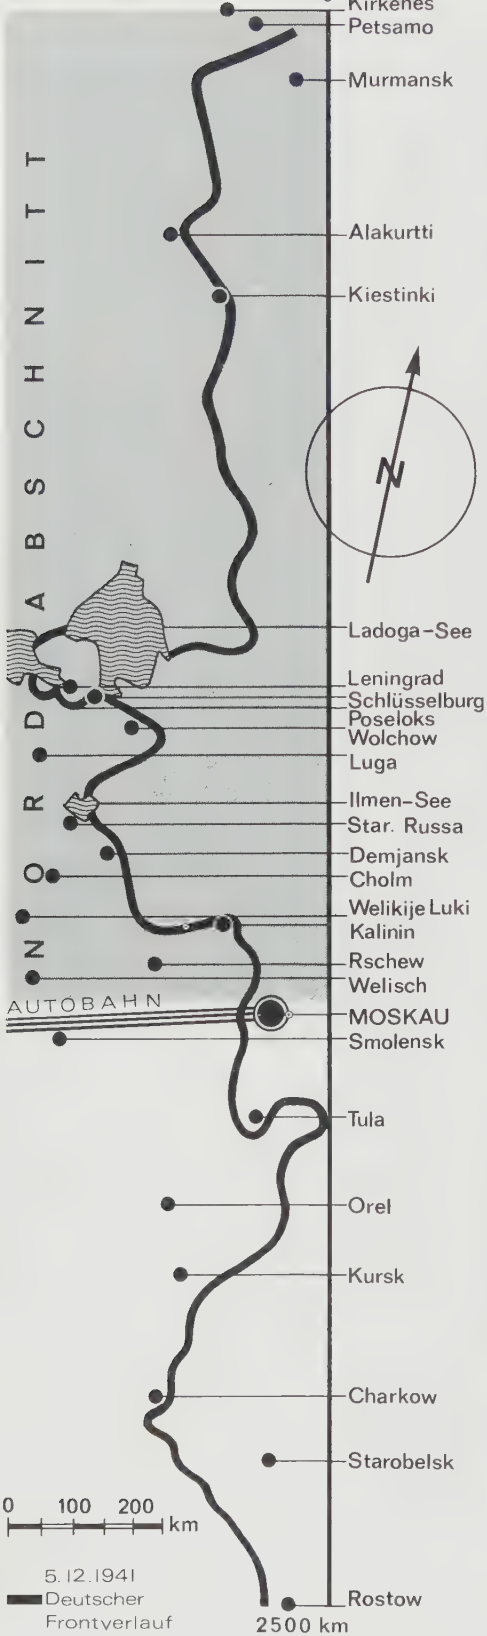 Kirkenes
Petsamo
Murmansk
Alakurtti
Kiestinki
N
Ladoga-See
Leningrad
Schlüsselburg
Poseloks
Wolchow
Luga
Ilmen-See
Star. Russa
Demjansk
Cholm
Welikije Luki
Kalinin
Rschew
Welisch
AUTOBAHN
MOSKAU
Smolensk
Tula
Orel
Kursk
Charkow
Starobelsk
Rostow
2500 km
NORDABSCHNITT
0 100 200
km
5.12.1941
Deutscher
Frontverlauf